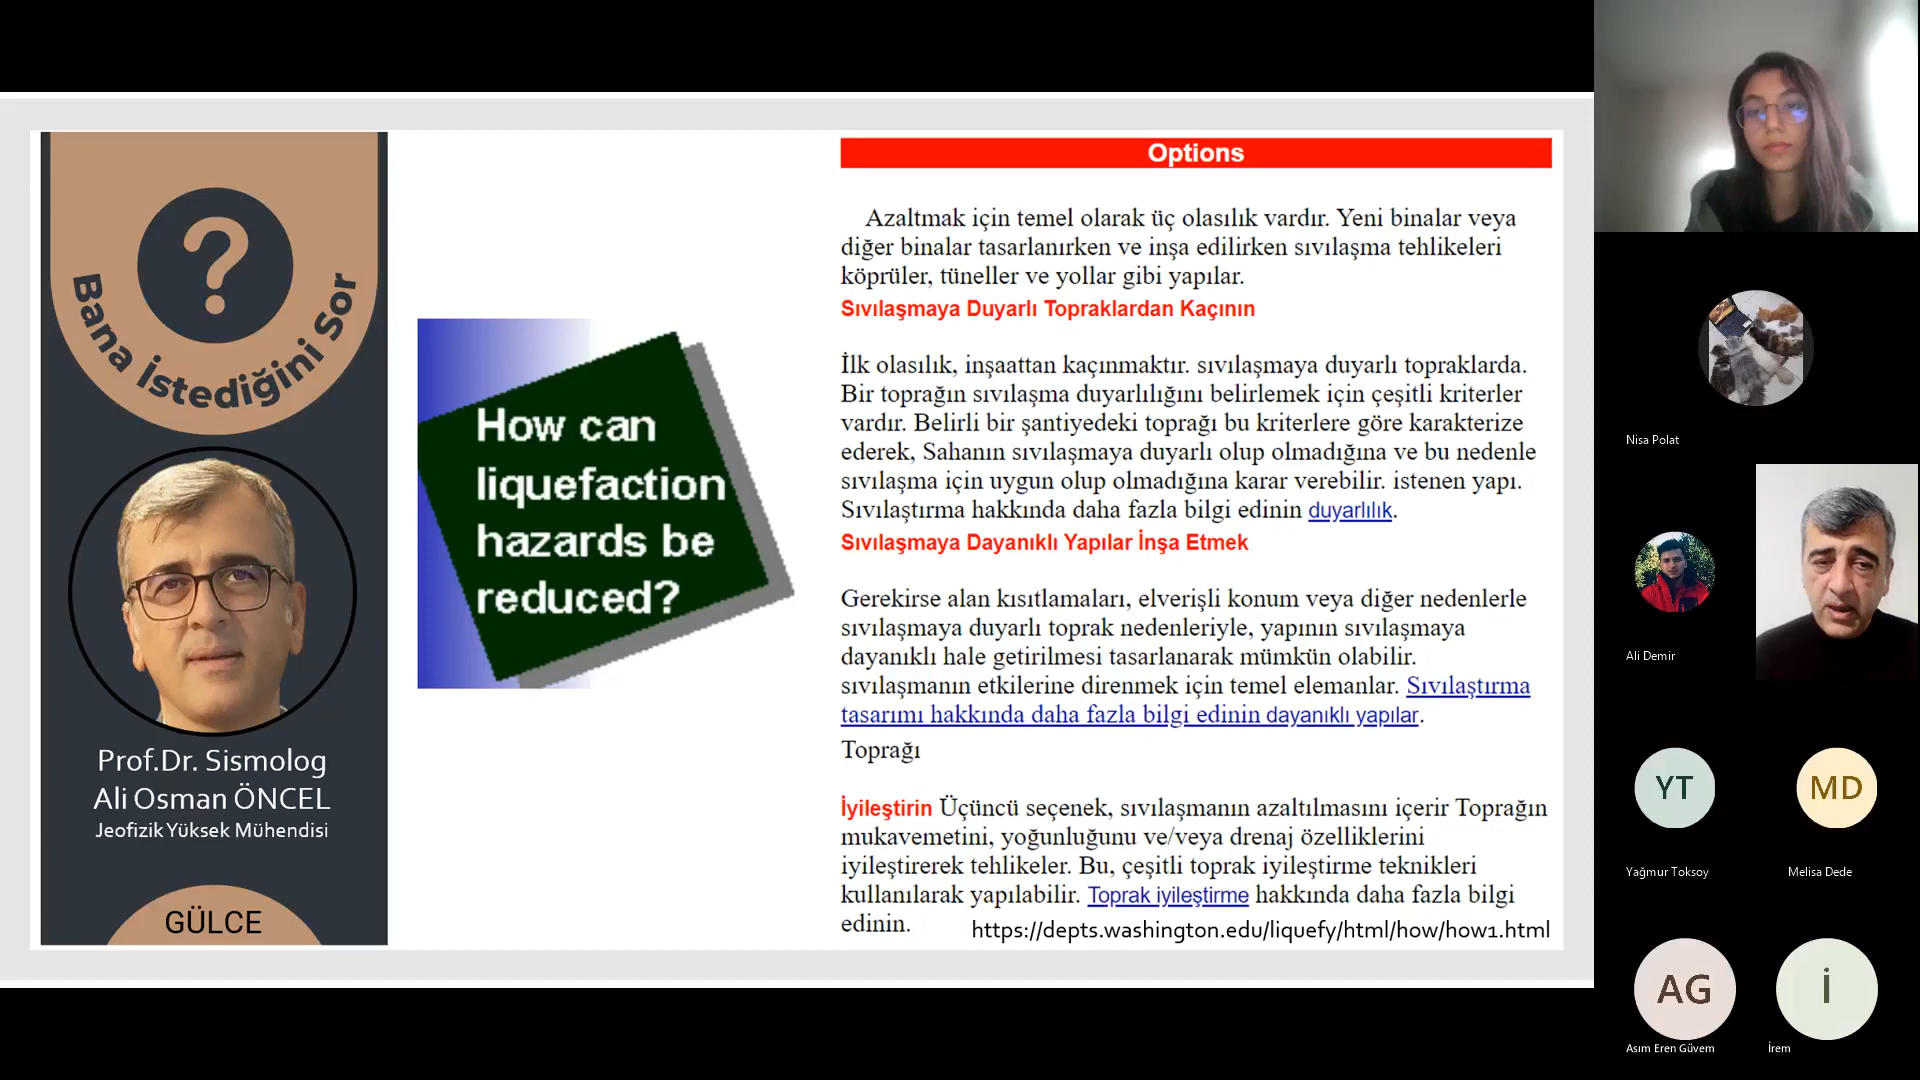 Bana İstediğini Sor
Prof.Dr. Sismolog
Ali Osman ÖNCEL
Jeofizik Yüksek Mühendisi
GÜLCE
How can
liquefaction
hazards be
reduced?
Options
Azaltmak için temel olarak üç olasılık vardır. Yeni binalar veya
diğer binalar tasarlanırken ve inşa edilirken sıvılaşma tehlikeleri
köprüler, tüneller ve yollar gibi yapılar.
Sıvılaşmaya Duyarlı Topraklardan Kaçının
İlk olasılık, inşaattan kaçınmaktır. sıvılaşmaya duyarlı topraklarda.
Bir toprağın sıvılaşma duyarlılığını belirlemek için çeşitli kriterler
vardır. Belirli bir şantiyedeki toprağı bu kriterlere göre karakterize
ederek, Sahanın sıvılaşmaya duyarlı olup olmadığına ve bu nedenle
sıvılaşma için uygun olup olmadığına karar verebilir. istenen yapı.
Sıvılaştırma hakkında daha fazla bilgi edinin duyarlılık.
Sıvılaşmaya Dayanıklı Yapılar İnşa Etmek
Gerekirse alan kısıtlamaları, elverişli konum veya diğer nedenlerle
sıvılaşmaya duyarlı toprak nedenleriyle, yapının sıvılaşmaya
dayanıklı hale getirilmesi tasarlanarak mümkün olabilir.
sıvılaşmanın etkilerine direnmek için temel elemanlar. Sıvılaştırma
tasarımı hakkında daha fazla bilgi edinin dayanıklı yapılar.
Toprağı
İyileştirin Üçüncü seçenek, sıvılaşmanın azaltılmasını içerir Toprağın
mukavemetini, yoğunluğunu ve/veya drenaj özelliklerini
iyileştirerek tehlikeler. Bu, çeşitli toprak iyileştirme teknikleri
kullanılarak yapılabilir. Toprak iyileştirme hakkında daha fazla bilgi
edinin.
https://depts.washington.edu/liquefy/html/how/how1.html
Nisa Polat
Ali Demir
YT
MD
Yağmur Toksoy
Melisa Dede
AG
İ
Asım Eren Güvem
İrem